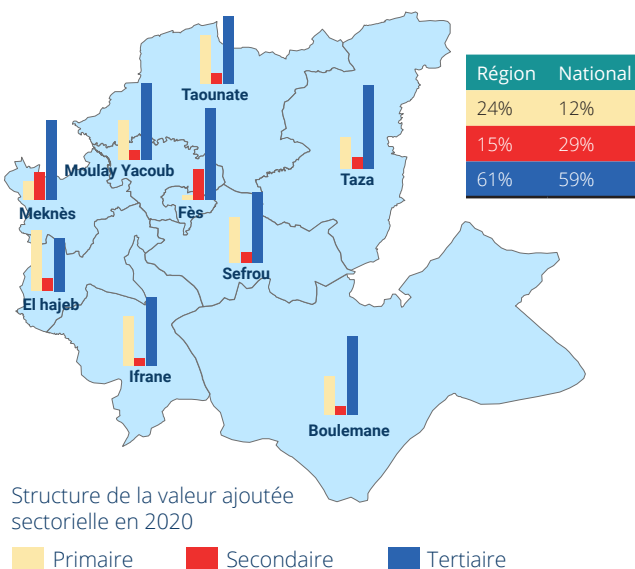 Région National
24% 12%
15% 29%
61% 59%
Taounate
Moulay Yacoub
Taza
Meknès
Fès
Sefrou
El hajeb
Ifrane
Boulemane
Structure de la valeur ajoutée
sectorielle en 2020
Primaire Secondaire Tertiaire